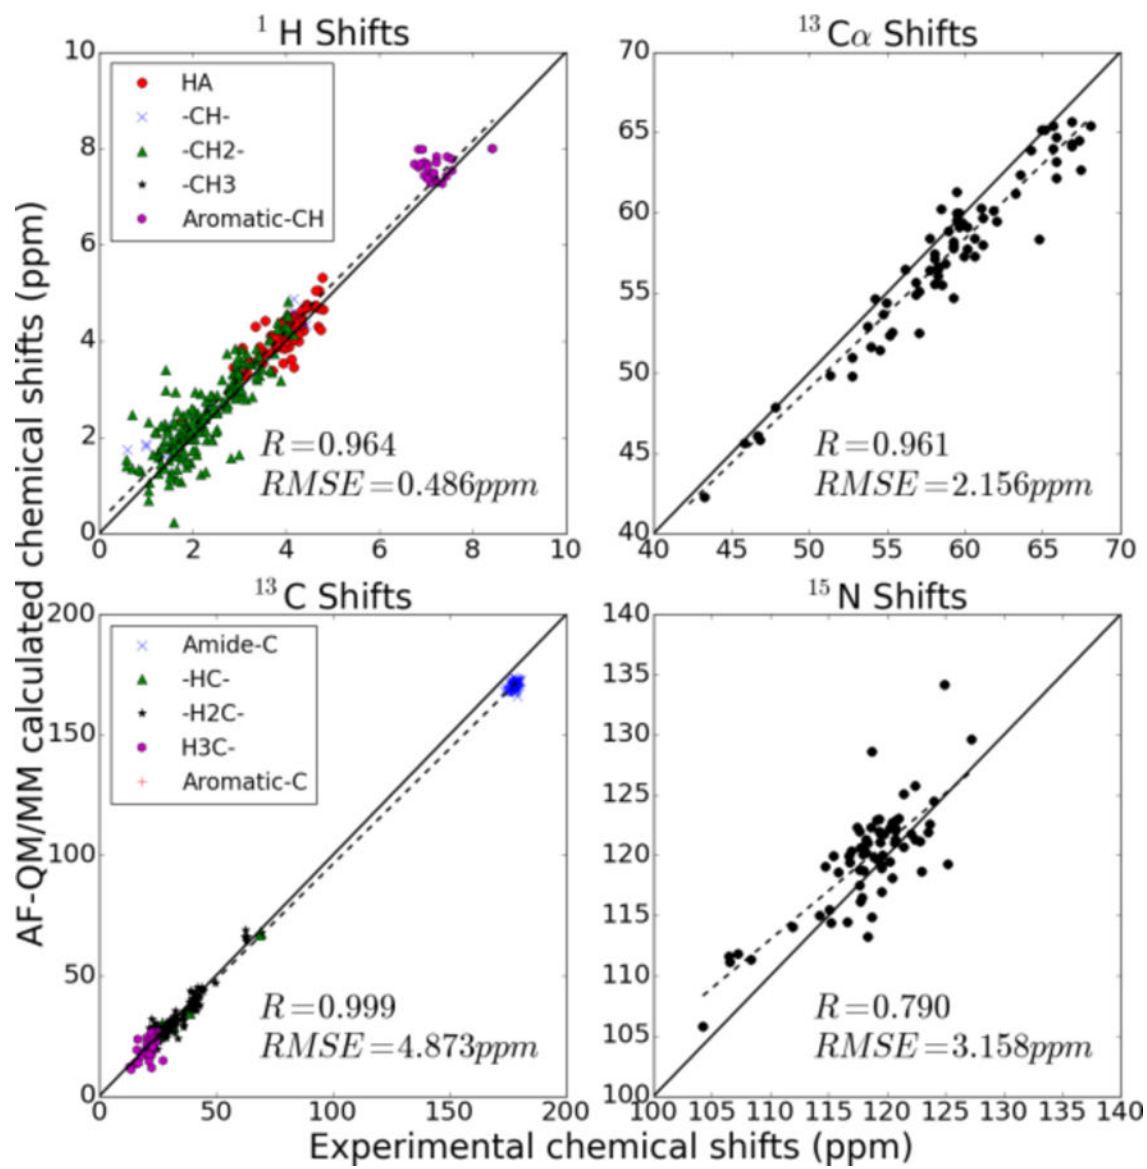 ¹ H Shifts
10
8
6
4
2
0
0 2 4 6 8 10
HA
-CH-
-CH2-
-CH3
Aromatic-CH
R=0.964
RMSE=0.486ppm
¹³Cα Shifts
70
65
60
55
50
45
40
40 45 50 55 60 65 70
R=0.961
RMSE=2.156ppm
¹³C Shifts
200
150
100
50
0
0 50 100 150 200
Amide-C
-HC-
-H2C-
H3C-
Aromatic-C
R=0.999
RMSE=4.873ppm
¹⁵N Shifts
140
135
130
125
120
115
110
105
100
100 105 110 115 120 125 130 135 140
R=0.790
RMSE=3.158ppm
AF-QM/MM calculated chemical shifts (ppm)
Experimental chemical shifts (ppm)